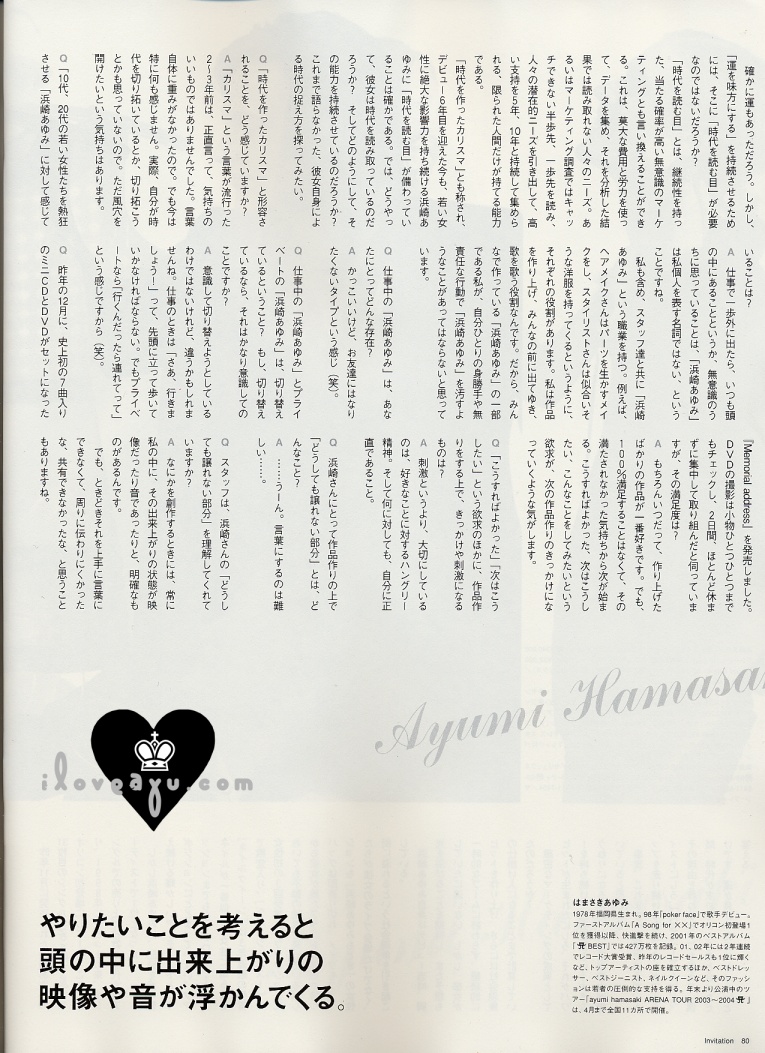 確かに運もあっただろう。しかし、
「運を味方にする」を持続させるため
には、そこに「時代を読む目」が必要
なのではないだろうか？
「時代を読む目」とは、継続性を持っ
た、当たる確率が高い無意識のマーケ
ティングとも言い換えることができ
る。これは、莫大な費用と労力を使っ
て、データを集め、それを分析した結
果では読み取れない人々のニーズ。あ
るいはマーケティング調査ではキャッ
チできない半歩先、一歩先を読み、
人々の潜在的ニーズを引き出して、高
い支持を5年、10年と持続して集めら
れる、限られた人間だけが持てる能力
である。
「時代を作ったカリスマ」とも称され、
デビュー6年目を迎えた今も、若い女
性に絶大な影響力を持ち続ける浜崎あ
ゆみに「時代を読む目」が備わってい
ることは確かである。では、どうやっ
て、彼女は時代を読み取っているのだ
ろうか？　そしてどのようにして、そ
の能力を持続させているのだろうか？
これまで語らなかった、彼女自身によ
る時代の捉え方を探ってみたい。
Q「時代を作ったカリスマ」と形容さ
れることを、どう感じていますか？
A「カリスマ」という言葉が流行った
2〜3年前は、正直言って、気持ちの
いいものではありませんでした。言葉
自体に重みがなかったので。でも今は
特に何も感じません。実際、自分が時
代を切り拓いているとか、切り拓こう
とかも思っていないので。ただ風穴を
開けたいという気持ちはあります。
Q　10代、20代の若い女性たちを熱狂
させる「浜崎あゆみ」に対して感じて
いることは？
A　仕事で一歩外に出たら、いつも頭
の中にあることというか、無意識のう
ちに思っていることは、「浜崎あゆみ」
は私個人を表す名詞ではない、という
ことですね。
　私も含め、スタッフ達と共に「浜崎
あゆみ」という職業を持つ。例えば、
ヘアメイクさんはパーツを生かすメイ
クをし、スタイリストさんは似合いそ
うな洋服を持ってくるというように、
それぞれの役割があります。私は作品
を作り上げ、みんなの前に出てゆき、
歌を歌う役割なんです。だから、みん
なで作っている「浜崎あゆみ」の一部
である私が、自分ひとりの身勝手や無
責任な行動で「浜崎あゆみ」を汚すよ
うなことがあってはならないと思って
います。
Q　仕事中の「浜崎あゆみ」は、あな
たにとってどんな存在？
A　かっこいいけど、お友達にはなり
たくないタイプという感じ（笑）。
Q　仕事中の「浜崎あゆみ」とプライ
ベートの「浜崎あゆみ」は、切り替え
ているということ？　もし、切り替え
ているなら、それはかなり意識しての
ことですか？
A　意識して切り替えようとしている
わけではないけれど、違うかもしれま
せんね。仕事のときは「さあ、行きま
しょう！」って、先頭に立って歩いて
いかなければならない。でもプライベ
ートなら「行くんだったら連れてって」
という感じですから（笑）。
Q　昨年の12月に、史上初の7曲入り
のミニCDとDVDがセットになった
『Memorial address』を発売しました。
DVDの撮影は小物ひとつひとつまで
もチェックし、2日間、ほとんど休ま
ずに集中して取り組んだと伺っていま
すが、その満足度は？
A　もちろんいつだって、作り上げた
ばかりの作品が一番好きです。でも、
100％満足することはなくて、その
満たされなかった気持ちから次が始ま
る。こうすればよかった、次はこうし
たい、こんなことをしてみたいという
欲求が、次の作品作りのきっかけにな
っていくような気がします。
Q「こうすればよかった」「次はこう
したい」という欲求のほかに、作品作
りをする上で、きっかけや刺激になる
ものは？
A　刺激というより、大切にしている
のは、好きなことに対するハングリー
精神。そして何に対しても、自分に正
直であること。
Q　浜崎さんにとって作品作りの上で
「どうしても譲れない部分」とは、ど
んなこと？
A　……うーん。言葉にするのは難
しい……。
Q　スタッフは、浜崎さんの「どうし
ても譲れない部分」を理解してくれて
いますか？
A　なにかを創作するときには、常に
私の中に、その出来上がりの状態が映
像だったり音であったりと、明確なも
のがあるんです。
　でも、ときどきそれを上手に言葉に
できなくて、周りに伝わりにくかった
な、共有できなかったな、と思うこと
もありますね。
Ayumi Hamasa
iloveayu.com
やりたいことを考えると
頭の中に出来上がりの
映像や音が浮かんでくる。
はまさきあゆみ
1978年福岡県生まれ。98年「poker face」で歌手デビュー。
ファーストアルバム『A Song for ××』でオリコン初登場1
位を獲得以降、快進撃を続け、2001年のベストアルバム
『A BEST』では427万枚を記録。01、02年には2年連続
でレコード大賞受賞、昨年のレコードセールスも1位に輝く
など、トップアーティストの座を確立するほか、ベストドレッ
サー、ベストジーニスト、ネイルクイーンなど、そのファッシ
ョンは若者の圧倒的な支持を得る。年末より公演中のツ
アー「ayumi hamasaki ARENA TOUR 2003〜2004 A」
は、4月まで全国11カ所で開催。
Invitation 80